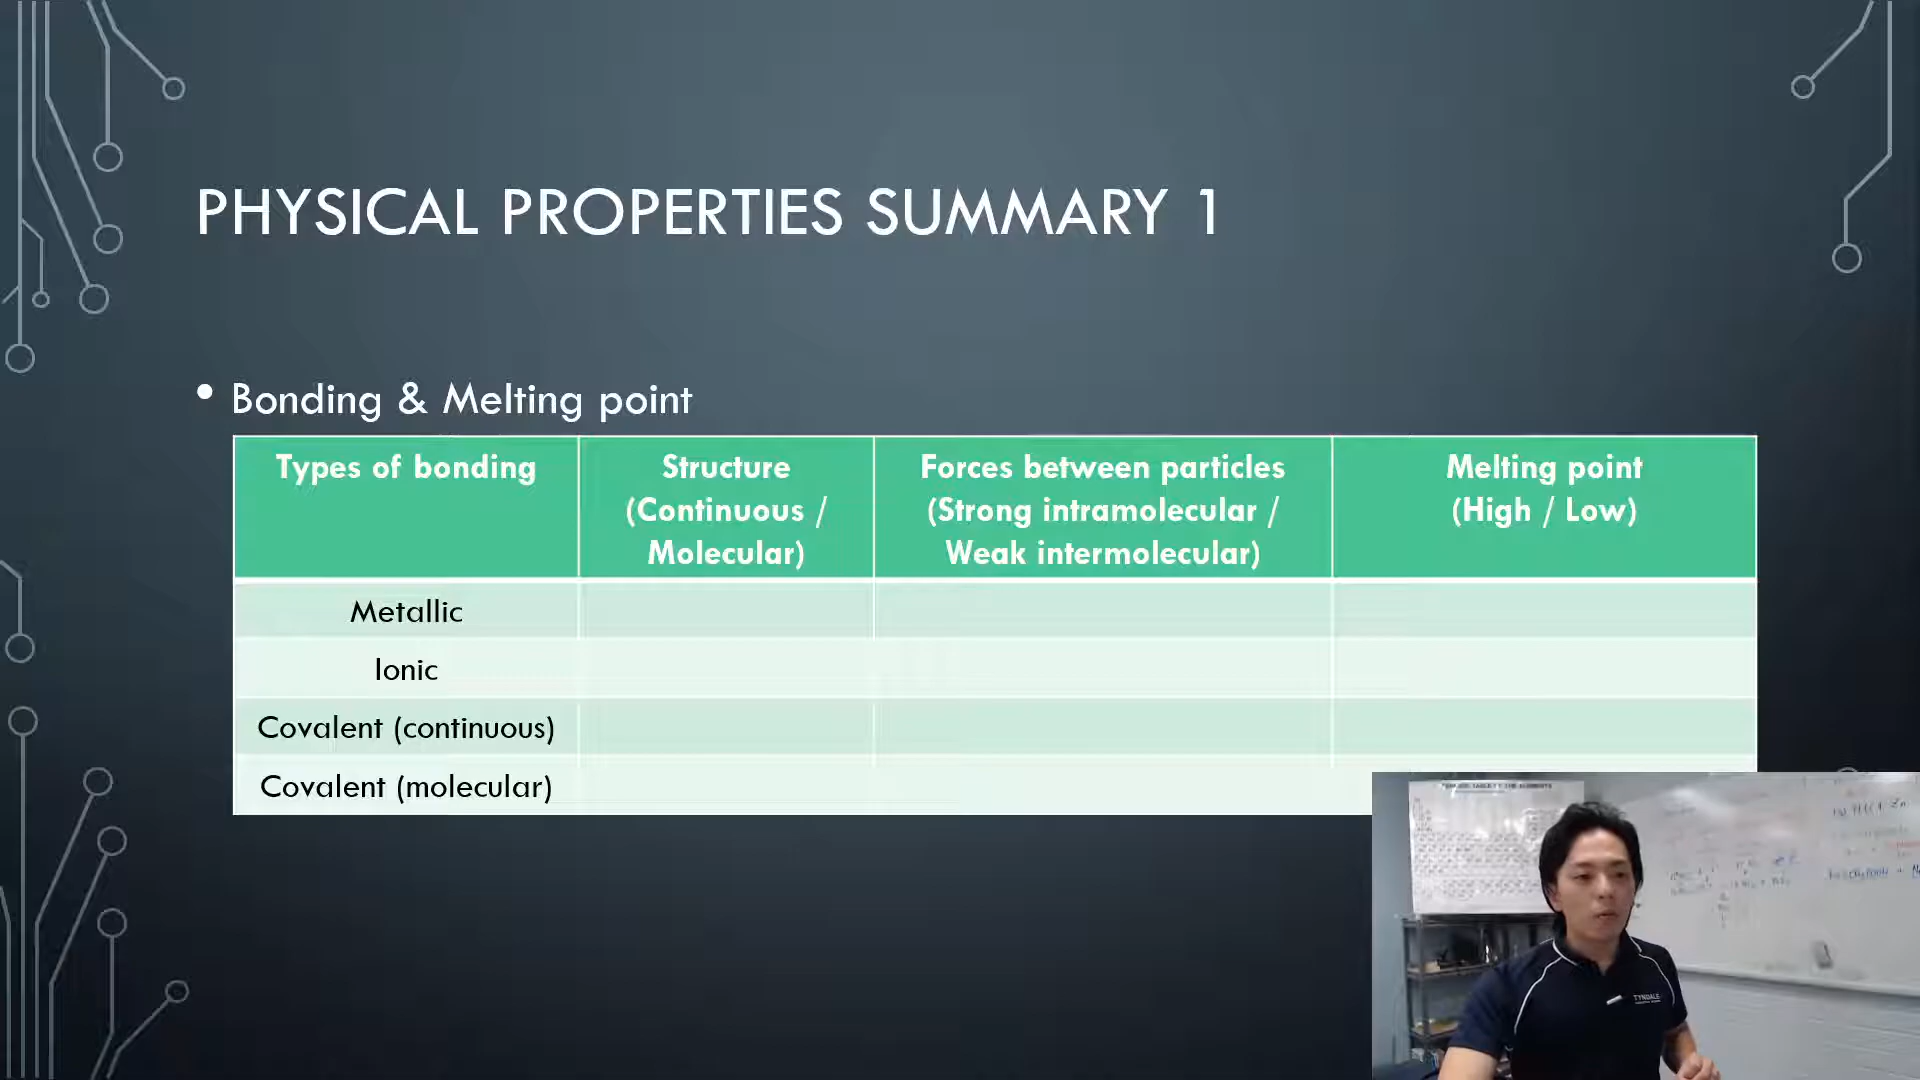 PHYSICAL PROPERTIES SUMMARY 1
• Bonding & Melting point
Types of bonding
Structure
(Continuous /
Molecular)
Forces between particles
(Strong intramolecular /
Weak intermolecular)
Melting point
(High / Low)
Metallic
Ionic
Covalent (continuous)
Covalent (molecular)
TYNDALE